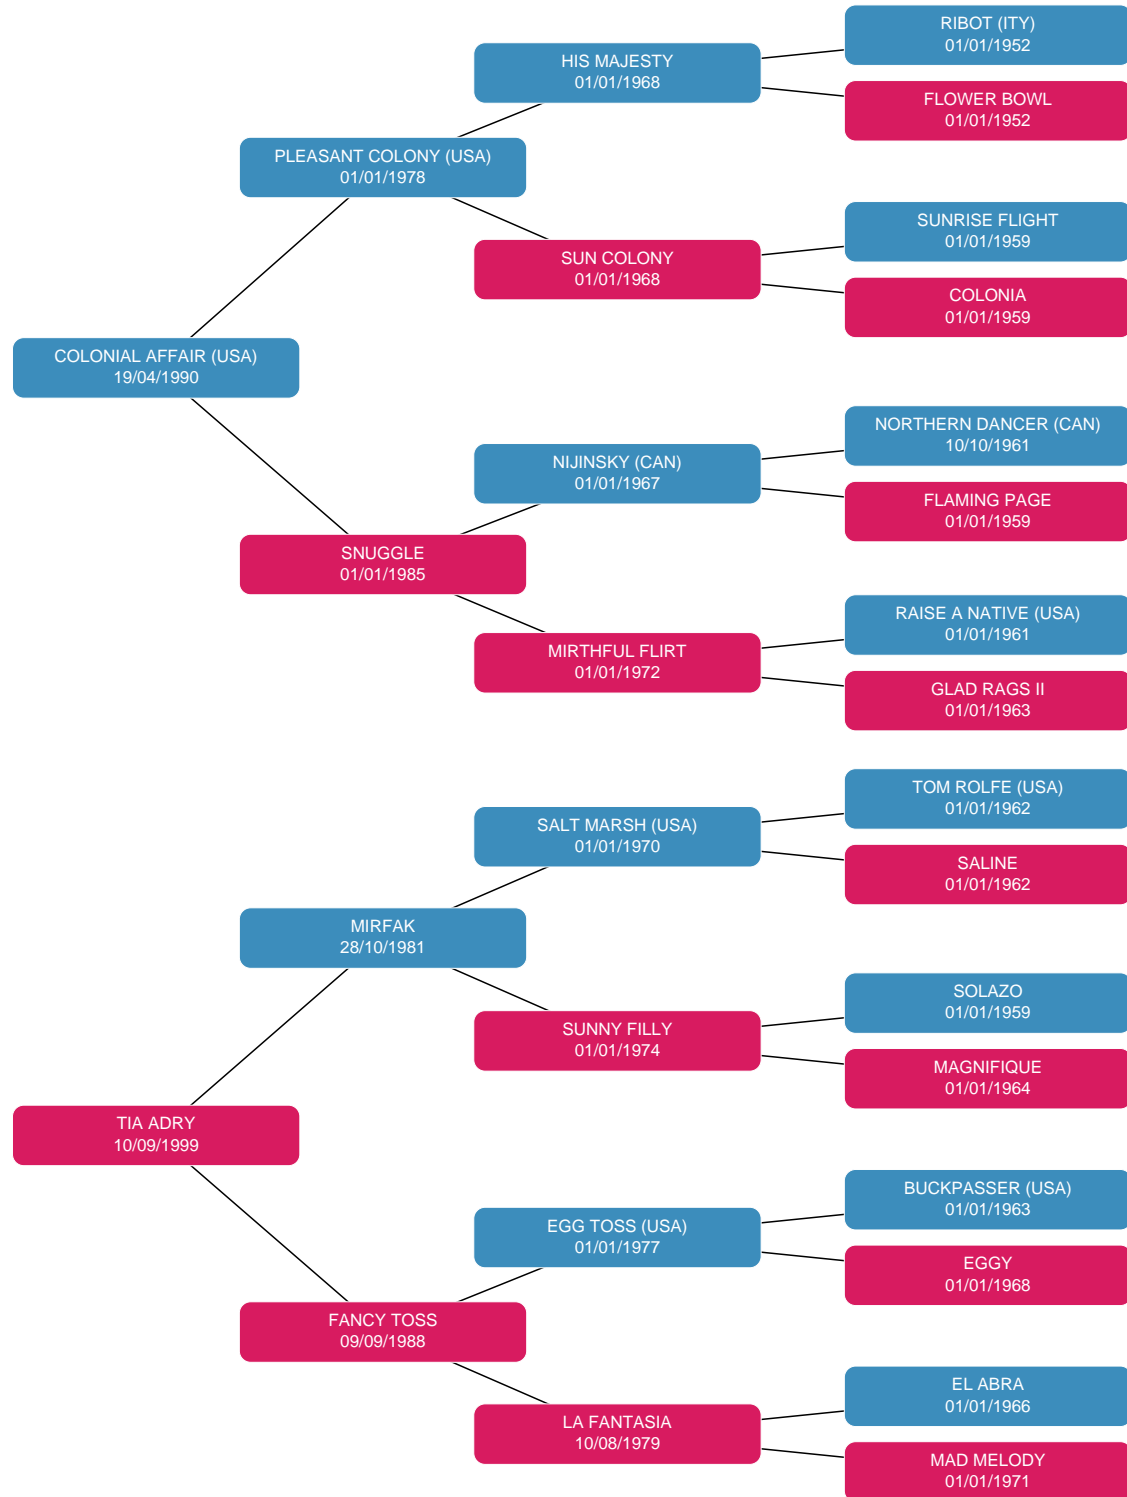 RIBOT (ITY)
01/01/1952
HIS MAJESTY
01/01/1968
FLOWER BOWL
01/01/1952
PLEASANT COLONY (USA)
01/01/1978
SUNRISE FLIGHT
01/01/1959
SUN COLONY
01/01/1968
COLONIA
01/01/1959
COLONIAL AFFAIR (USA)
19/04/1990
NORTHERN DANCER (CAN)
10/10/1961
NIJINSKY (CAN)
01/01/1967
FLAMING PAGE
01/01/1959
SNUGGLE
01/01/1985
RAISE A NATIVE (USA)
01/01/1961
MIRTHFUL FLIRT
01/01/1972
GLAD RAGS II
01/01/1963
TOM ROLFE (USA)
01/01/1962
SALT MARSH (USA)
01/01/1970
SALINE
01/01/1962
MIRFAK
28/10/1981
SOLAZO
01/01/1959
SUNNY FILLY
01/01/1974
MAGNIFIQUE
01/01/1964
TIA ADRY
10/09/1999
BUCKPASSER (USA)
01/01/1963
EGG TOSS (USA)
01/01/1977
EGGY
01/01/1968
FANCY TOSS
09/09/1988
EL ABRA
01/01/1966
LA FANTASIA
10/08/1979
MAD MELODY
01/01/1971